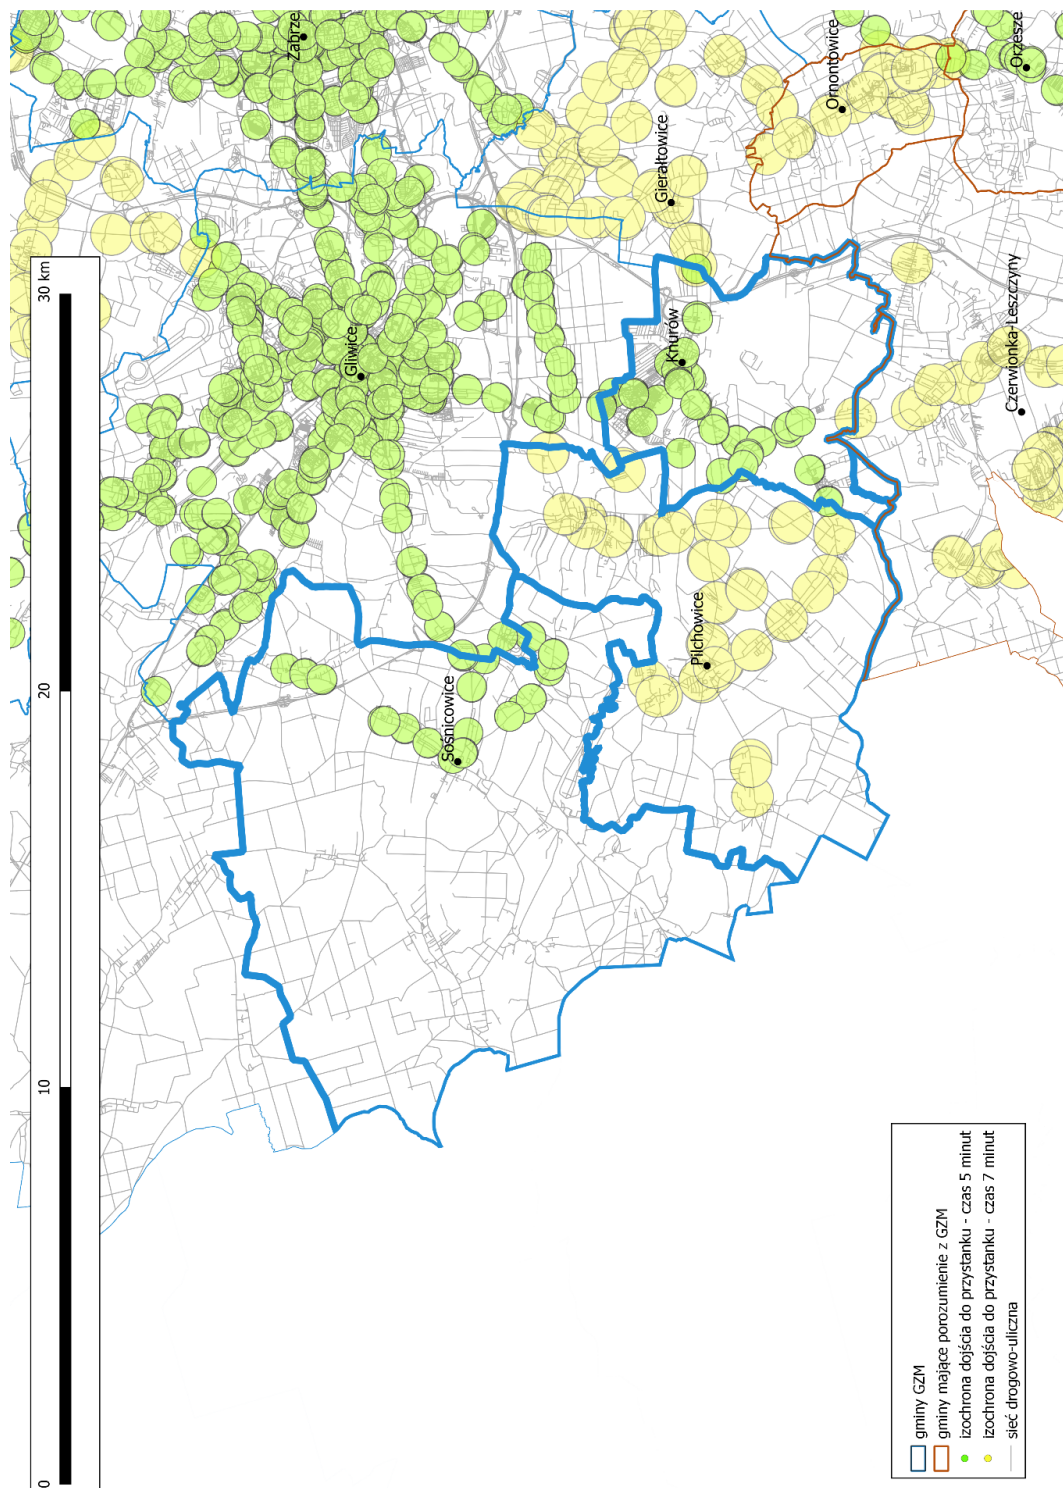 Zabrze
Ornontowice
Orzesze
Gierałtowice
30 km
Gliwice
Knurów
Czerwionka-Leszczyny
Pilchowice
20
Sośnicowice
10
gminy GZM
gminy mające porozumienie z GZM
izochrona dojścia do przystanku - czas 5 minut
izochrona dojścia do przystanku - czas 7 minut
sieć drogowo-uliczna
0